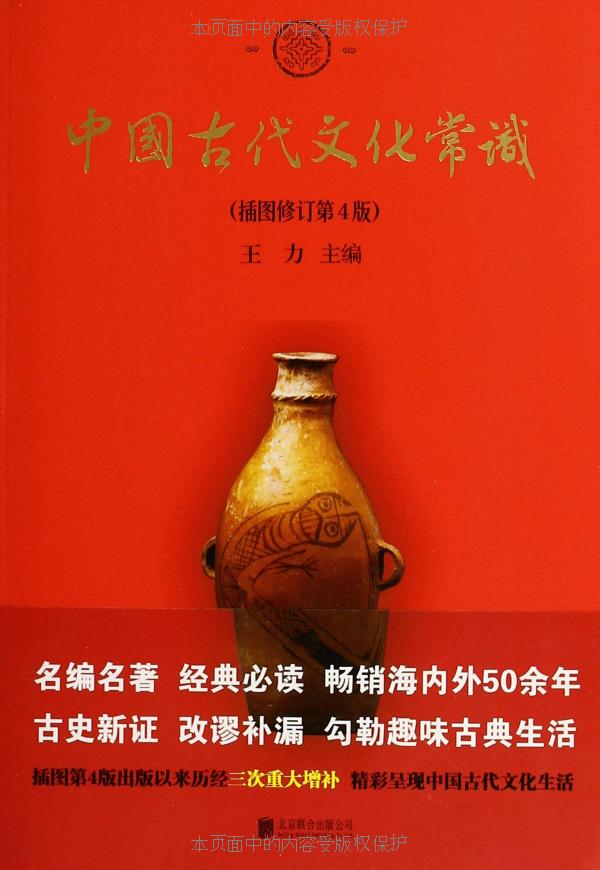 本页面中的内容受版权保护
中國古代文化常識
（插图修订第4版）
王 力 主编
名编名著 经典必读 畅销海内外50余年
古史新证 改谬补漏 勾勒趣味古典生活
插图第4版出版以来历经三次重大增补 精彩呈现中国古代文化生活
北京联合出版公司
本页面中的内容受版权保护